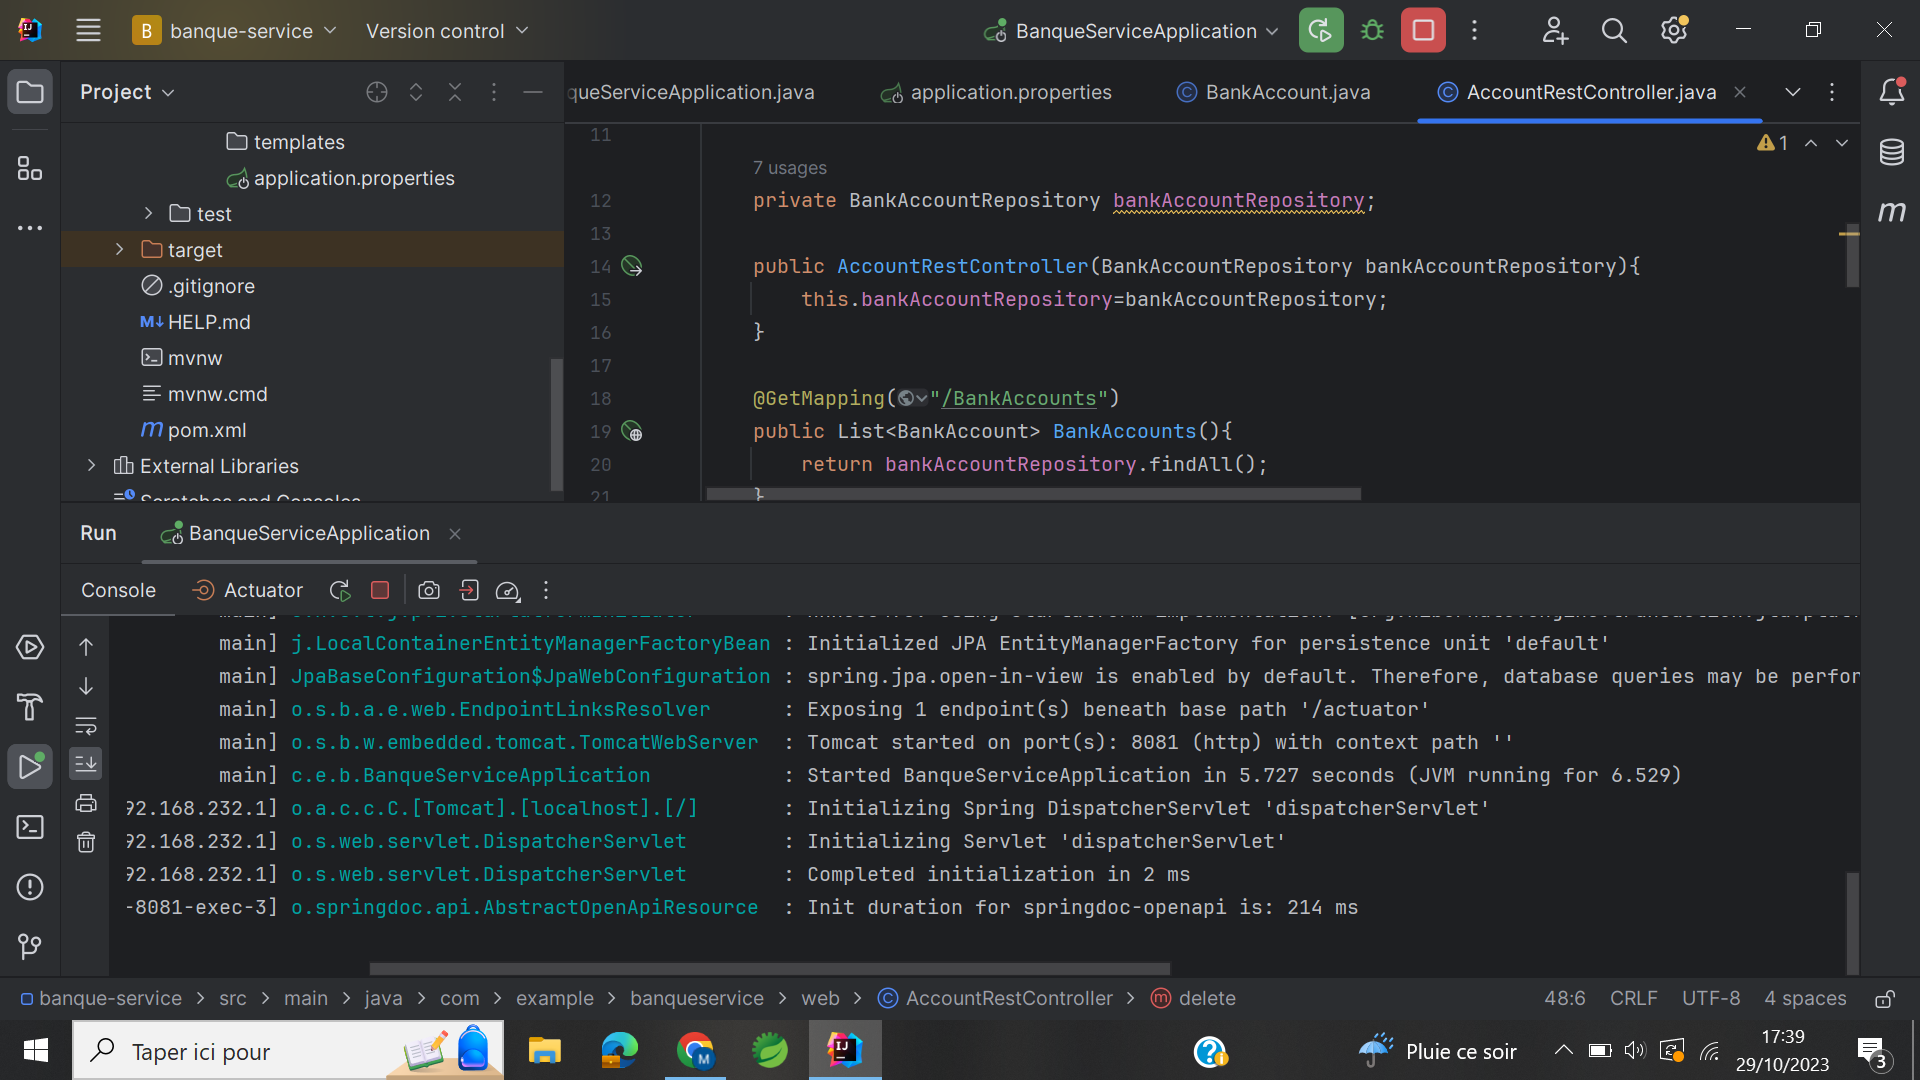 B banque-service Version control BanqueServiceApplication
Project
queServiceApplication.java application.properties BankAccount.java AccountRestController.java
templates
application.properties
test
target
.gitignore
M↓ HELP.md
mvnw
mvnw.cmd
m pom.xml
External Libraries
Scratches and Consoles
11
1
7 usages
12 private BankAccountRepository bankAccountRepository;
13
14 public AccountRestController(BankAccountRepository bankAccountRepository){
15 this.bankAccountRepository=bankAccountRepository;
16 }
17
18 @GetMapping("/BankAccounts")
19 public List<BankAccount> BankAccounts(){
20 return bankAccountRepository.findAll();
21 }
m
Run BanqueServiceApplication
Console Actuator
main] j.LocalContainerEntityManagerFactoryBean : Initialized JPA EntityManagerFactory for persistence unit 'default'
main] JpaBaseConfiguration$JpaWebConfiguration : spring.jpa.open-in-view is enabled by default. Therefore, database queries may be perfor
main] o.s.b.a.e.web.EndpointLinksResolver : Exposing 1 endpoint(s) beneath base path '/actuator'
main] o.s.b.w.embedded.tomcat.TomcatWebServer : Tomcat started on port(s): 8081 (http) with context path ''
main] c.e.b.BanqueServiceApplication : Started BanqueServiceApplication in 5.727 seconds (JVM running for 6.529)
92.168.232.1] o.a.c.c.C.[Tomcat].[localhost].[/] : Initializing Spring DispatcherServlet 'dispatcherServlet'
92.168.232.1] o.s.web.servlet.DispatcherServlet : Initializing Servlet 'dispatcherServlet'
92.168.232.1] o.s.web.servlet.DispatcherServlet : Completed initialization in 2 ms
-8081-exec-3] o.springdoc.api.AbstractOpenApiResource : Init duration for springdoc-openapi is: 214 ms
banque-service > src > main > java > com > example > banqueservice > web > AccountRestController > delete
48:6 CRLF UTF-8 4 spaces
Taper ici pour
Pluie ce soir
17:39
29/10/2023
3